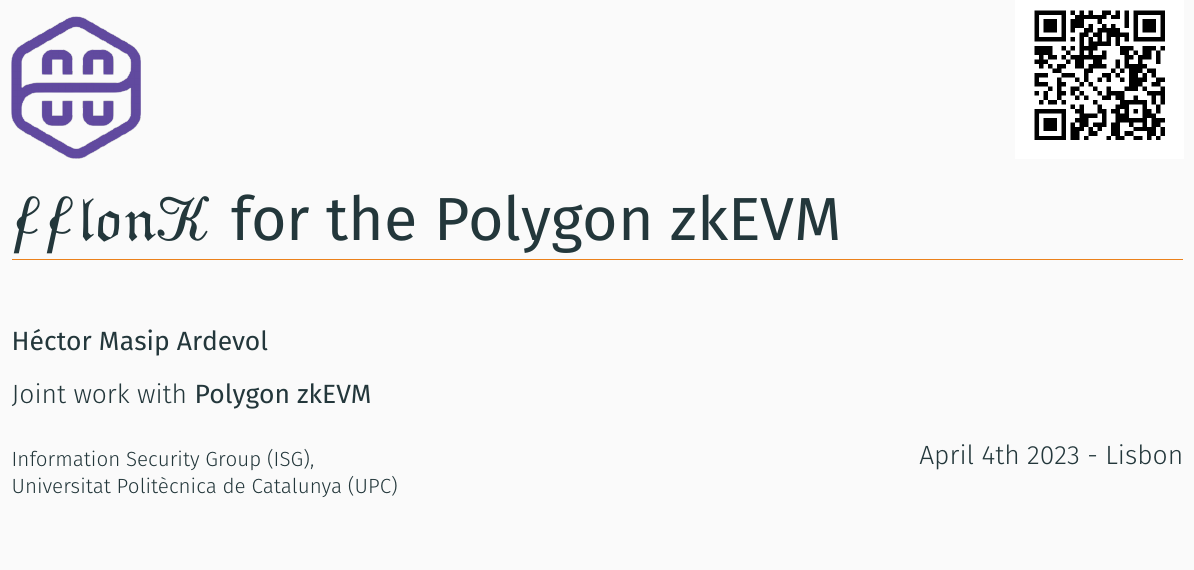 𝒻𝒻𝔩𝔬𝔫𝒦 for the Polygon zkEVM
Héctor Masip Ardevol
Joint work with Polygon zkEVM
Information Security Group (ISG),
Universitat Politècnica de Catalunya (UPC)
April 4th 2023 - Lisbon